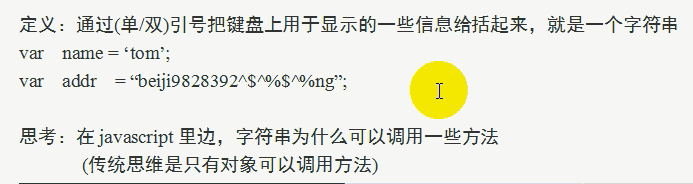 定义：通过(单/双)引号把键盘上用于显示的一些信息给括起来，就是一个字符串
var name = ‘tom’;
var addr = “beiji9828392^$^%$^%ng”;
思考：在 javascript 里边，字符串为什么可以调用一些方法
(传统思维是只有对象可以调用方法)